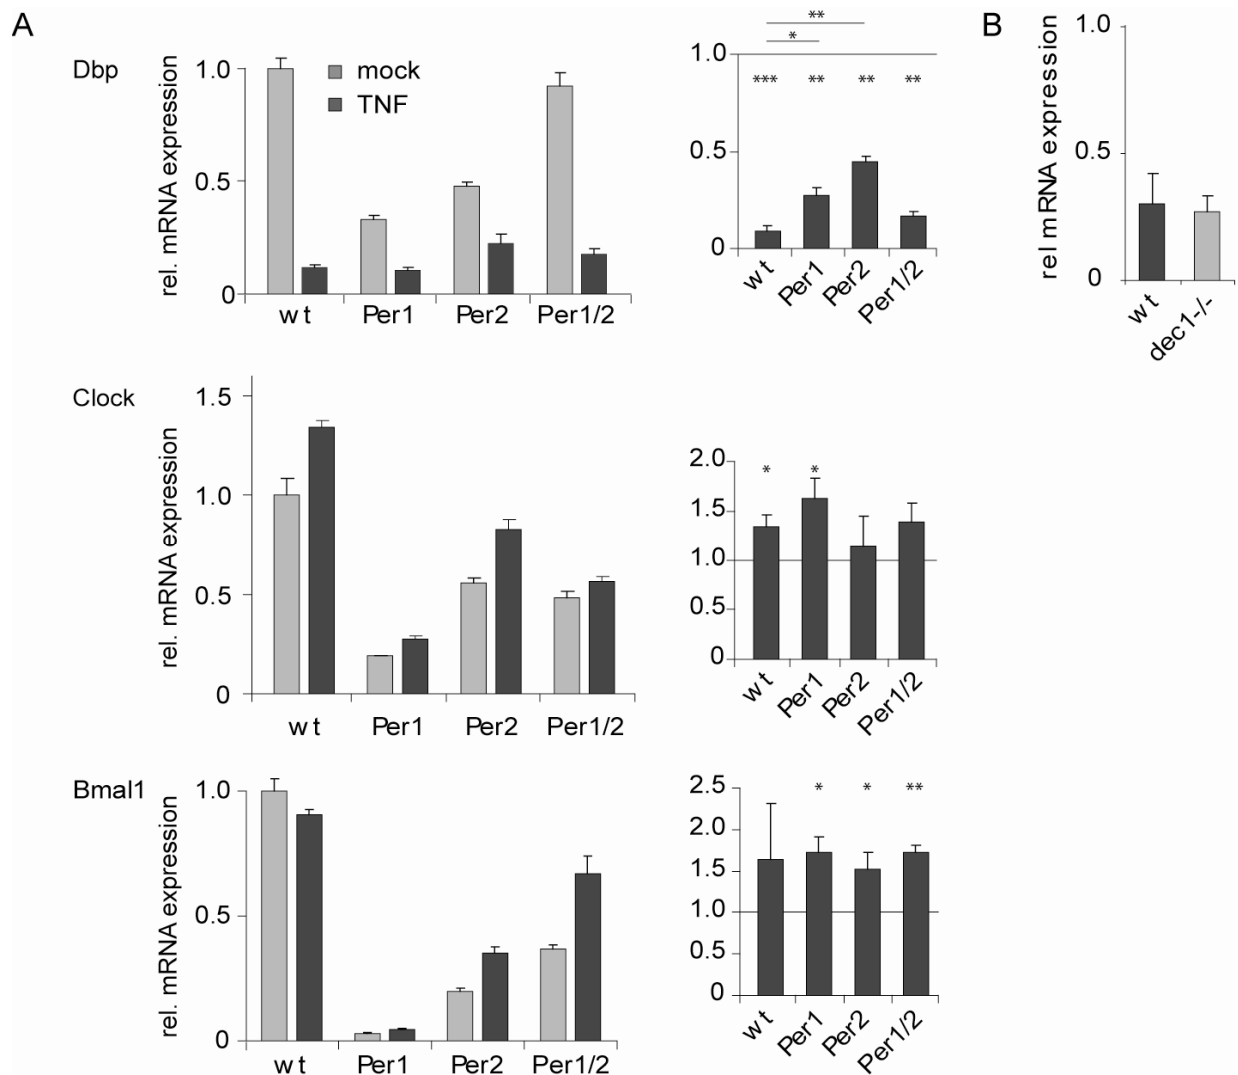 A
Dbp
rel. mRNA expression
1.0
0.5
0
mock
TNF
wt
Per1
Per2
Per1/2
**
*
1.0
0.5
0
***
**
**
**
wt
Per1
Per2
Per1/2
B
rel mRNA expression
1.0
0.5
0
wt
dec1-/-
Clock
rel. mRNA expression
1.5
1.0
0.5
0
wt
Per1
Per2
Per1/2
2.0
1.5
1.0
0.5
0
*
*
wt
Per1
Per2
Per1/2
Bmal1
rel. mRNA expression
1.0
0.5
0
wt
Per1
Per2
Per1/2
2.5
2.0
1.5
1.0
0.5
0
*
*
**
wt
Per1
Per2
Per1/2